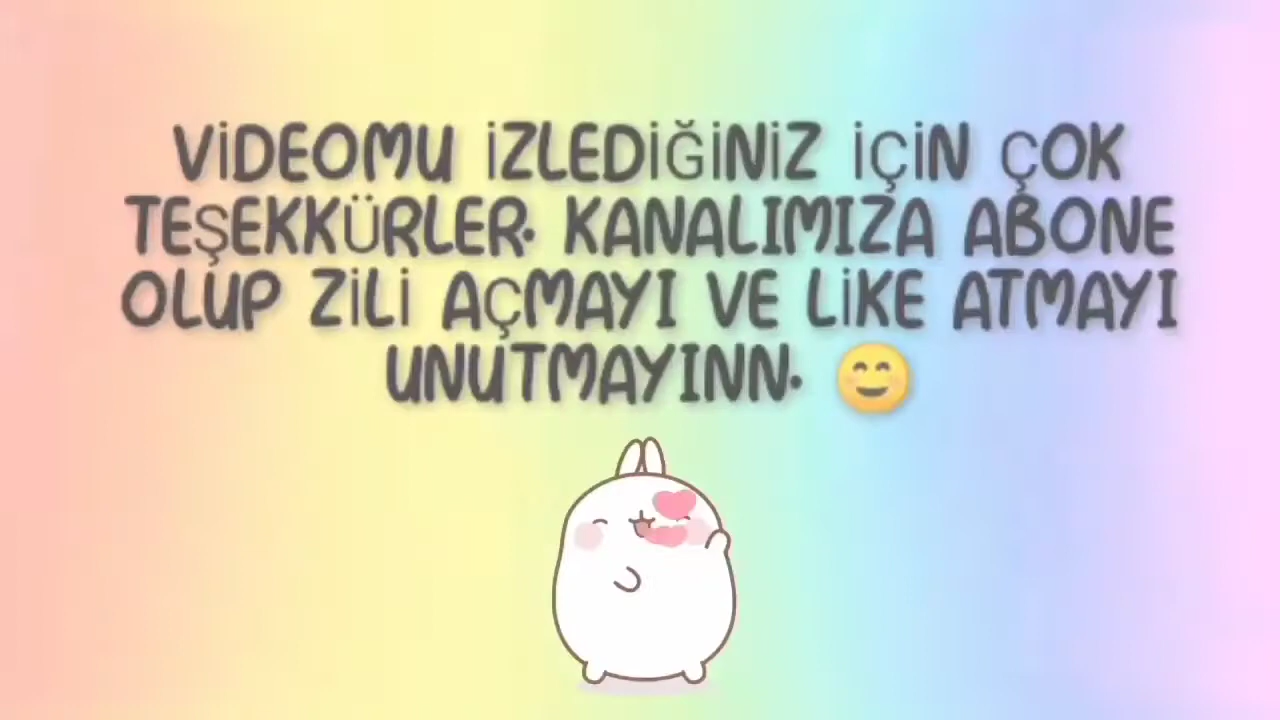 VİDEOMU İZLEDİĞİNİZ İÇİN ÇOK
TEŞEKKÜRLER. KANALIMIZA ABONE
OLUP ZİLİ AÇMAYI VE LİKE ATMAYI
UNUTMAYINN. 😊